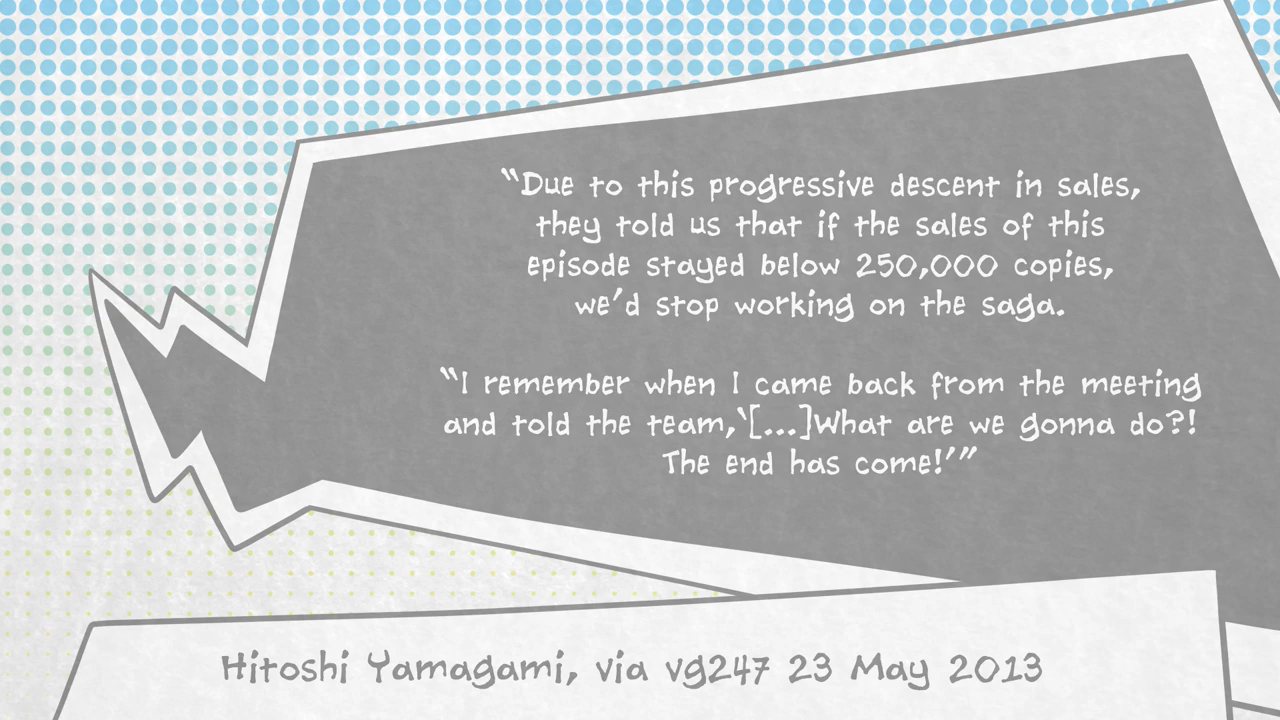 “Due to this progressive descent in sales,
they told us that if the sales of this
episode stayed below 250,000 copies,
we’d stop working on the saga.
“I remember when I came back from the meeting
and told the team,‘[...]What are we gonna do?!
The end has come!’”
Hitoshi Yamagami, via vg247 23 May 2013